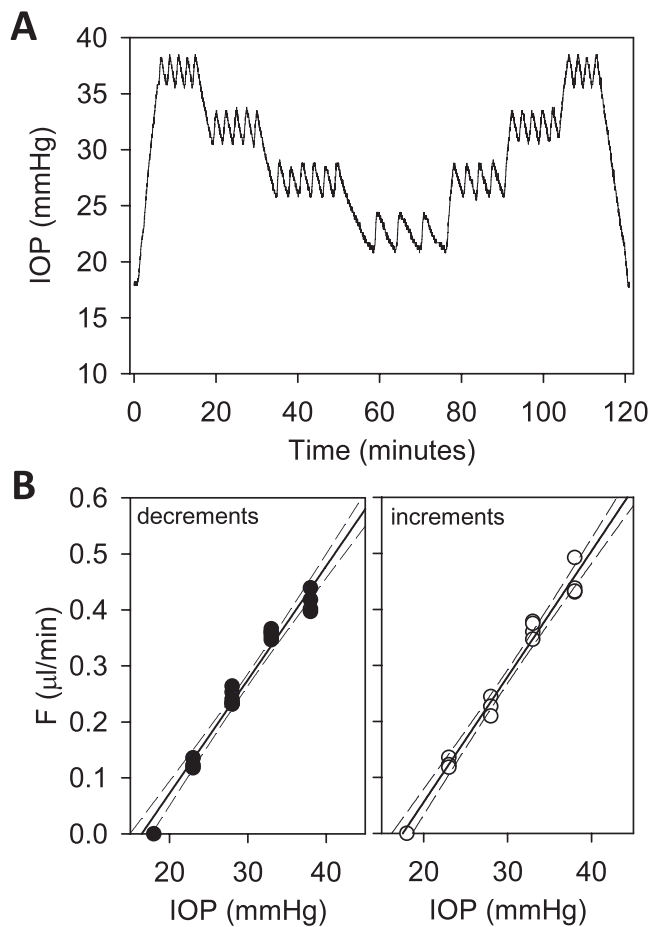 A
40
35
30
25
20
15
10
IOP (mmHg)
0 20 40 60 80 100 120
Time (minutes)
B
0.6
0.5
0.4
0.3
0.2
0.1
0.0
F (μl/min)
decrements
increments
20 30 40
20 30 40
IOP (mmHg)
IOP (mmHg)